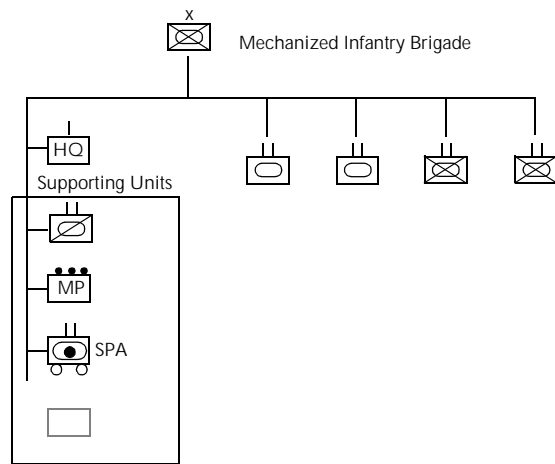 x
Mechanized Infantry Brigade
HQ
Supporting Units
MP
SPA